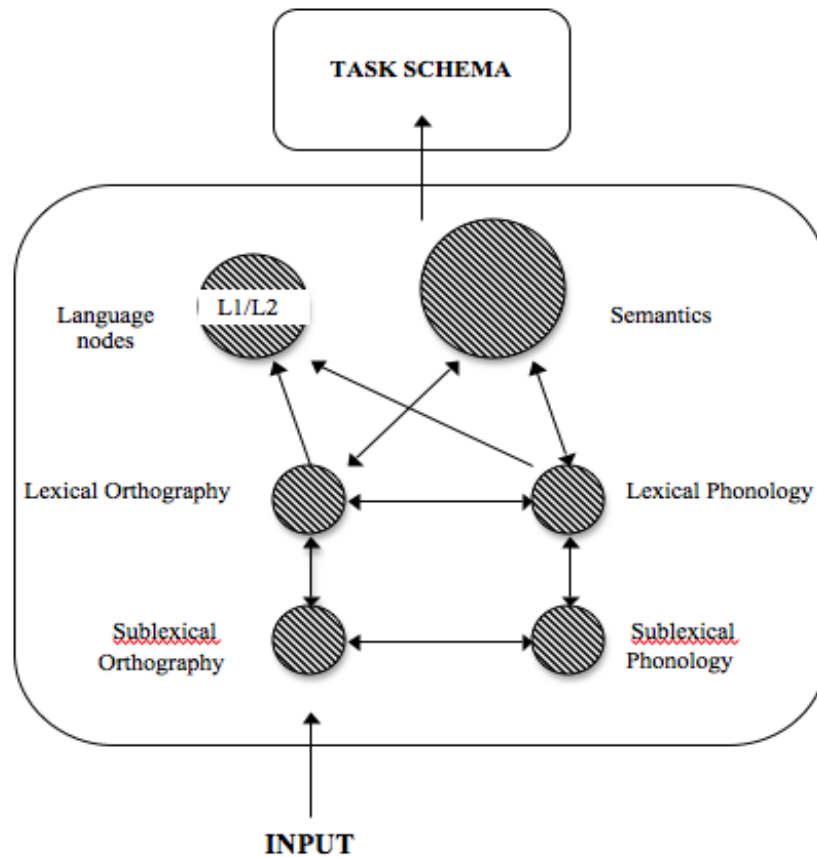 TASK SCHEMA
L1/L2
Language
nodes
Semantics
Lexical Orthography
Lexical Phonology
Sublexical
Orthography
Sublexical
Phonology
INPUT